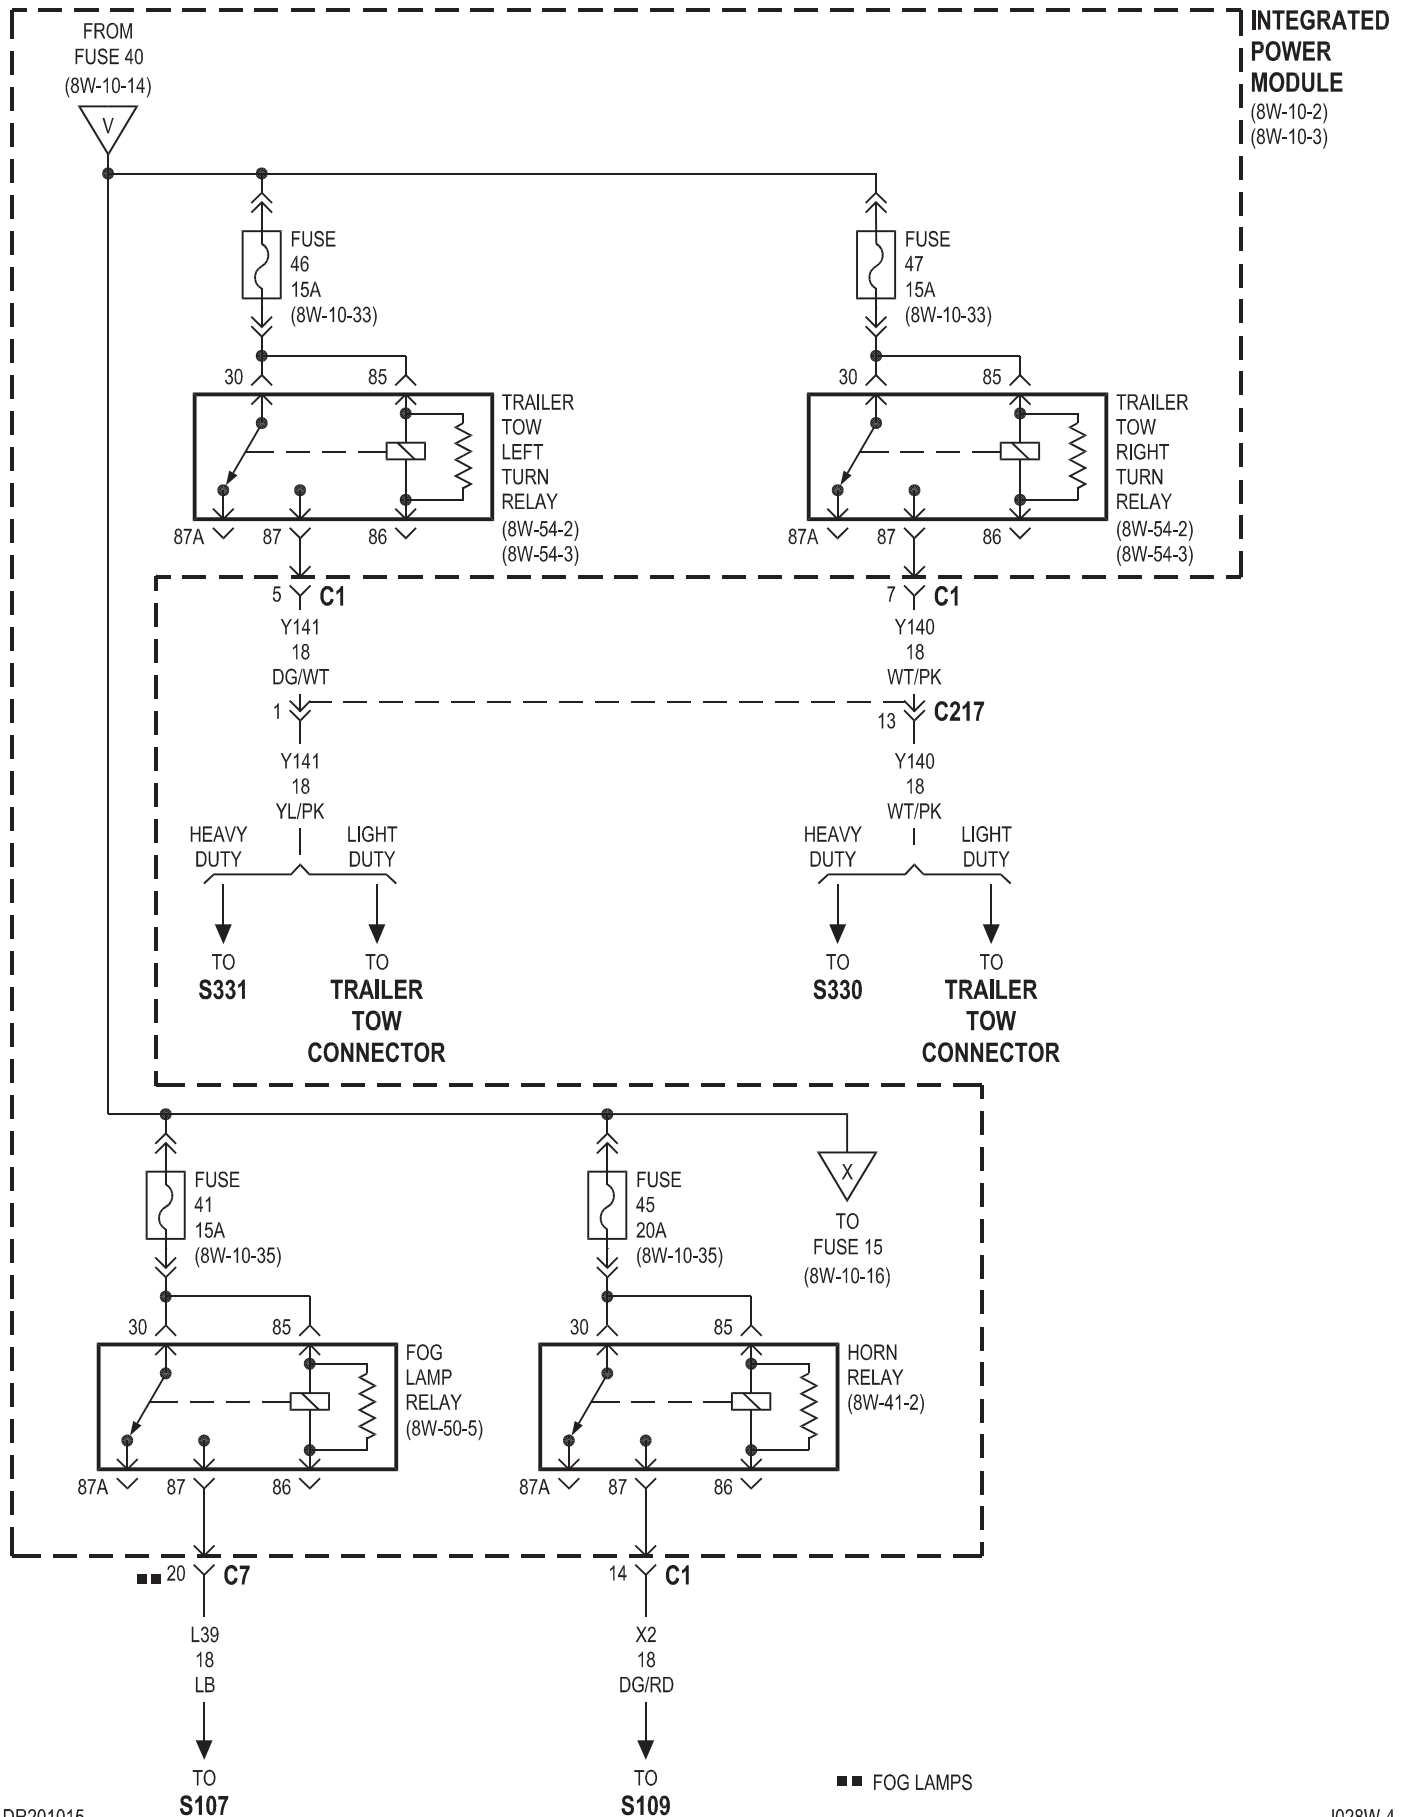 FROM
FUSE 40
(8W-10-14)
V
INTEGRATED
POWER
MODULE
(8W-10-2)
(8W-10-3)
FUSE
46
15A
(8W-10-33)
FUSE
47
15A
(8W-10-33)
30
85
TRAILER
TOW
LEFT
TURN
RELAY
(8W-54-2)
(8W-54-3)
87A
87
86
30
85
TRAILER
TOW
RIGHT
TURN
RELAY
(8W-54-2)
(8W-54-3)
87A
87
86
5
C1
Y141
18
DG/WT
1
Y141
18
YL/PK
7
C1
Y140
18
WT/PK
13
C217
Y140
18
WT/PK
HEAVY
DUTY
LIGHT
DUTY
TO
S331
TO
TRAILER
TOW
CONNECTOR
HEAVY
DUTY
LIGHT
DUTY
TO
S330
TO
TRAILER
TOW
CONNECTOR
FUSE
41
15A
(8W-10-35)
FUSE
45
20A
(8W-10-35)
X
TO
FUSE 15
(8W-10-16)
30
85
FOG
LAMP
RELAY
(8W-50-5)
87A
87
86
30
85
HORN
RELAY
(8W-41-2)
87A
87
86
20
C7
L39
18
LB
TO
S107
14
C1
X2
18
DG/RD
TO
S109
FOG LAMPS